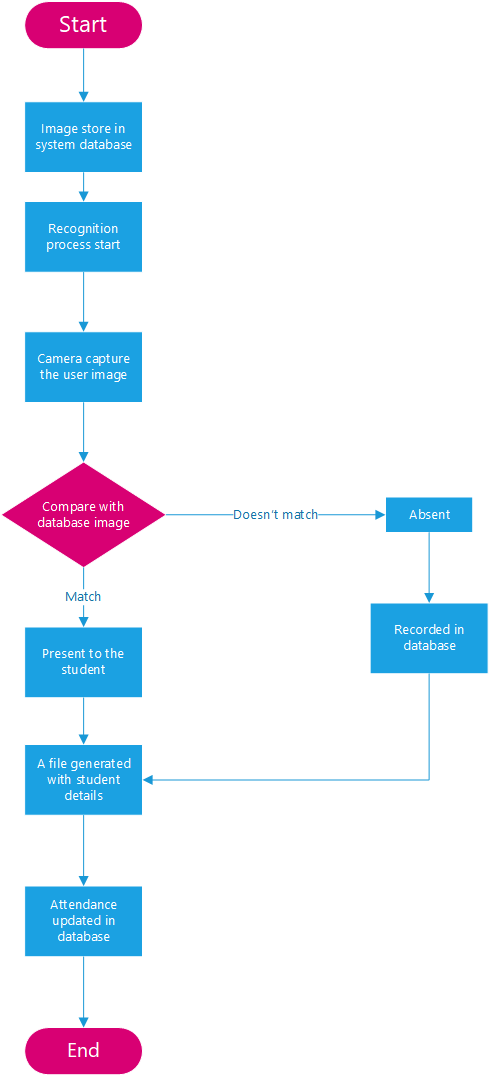 Start
Image store in
system database
Recognition
process start
Camera capture
the user image
Compare with
database image
Doesn't match
Absent
Match
Recorded in
database
Present to the
student
A file generated
with student
details
Attendance
updated in
database
End